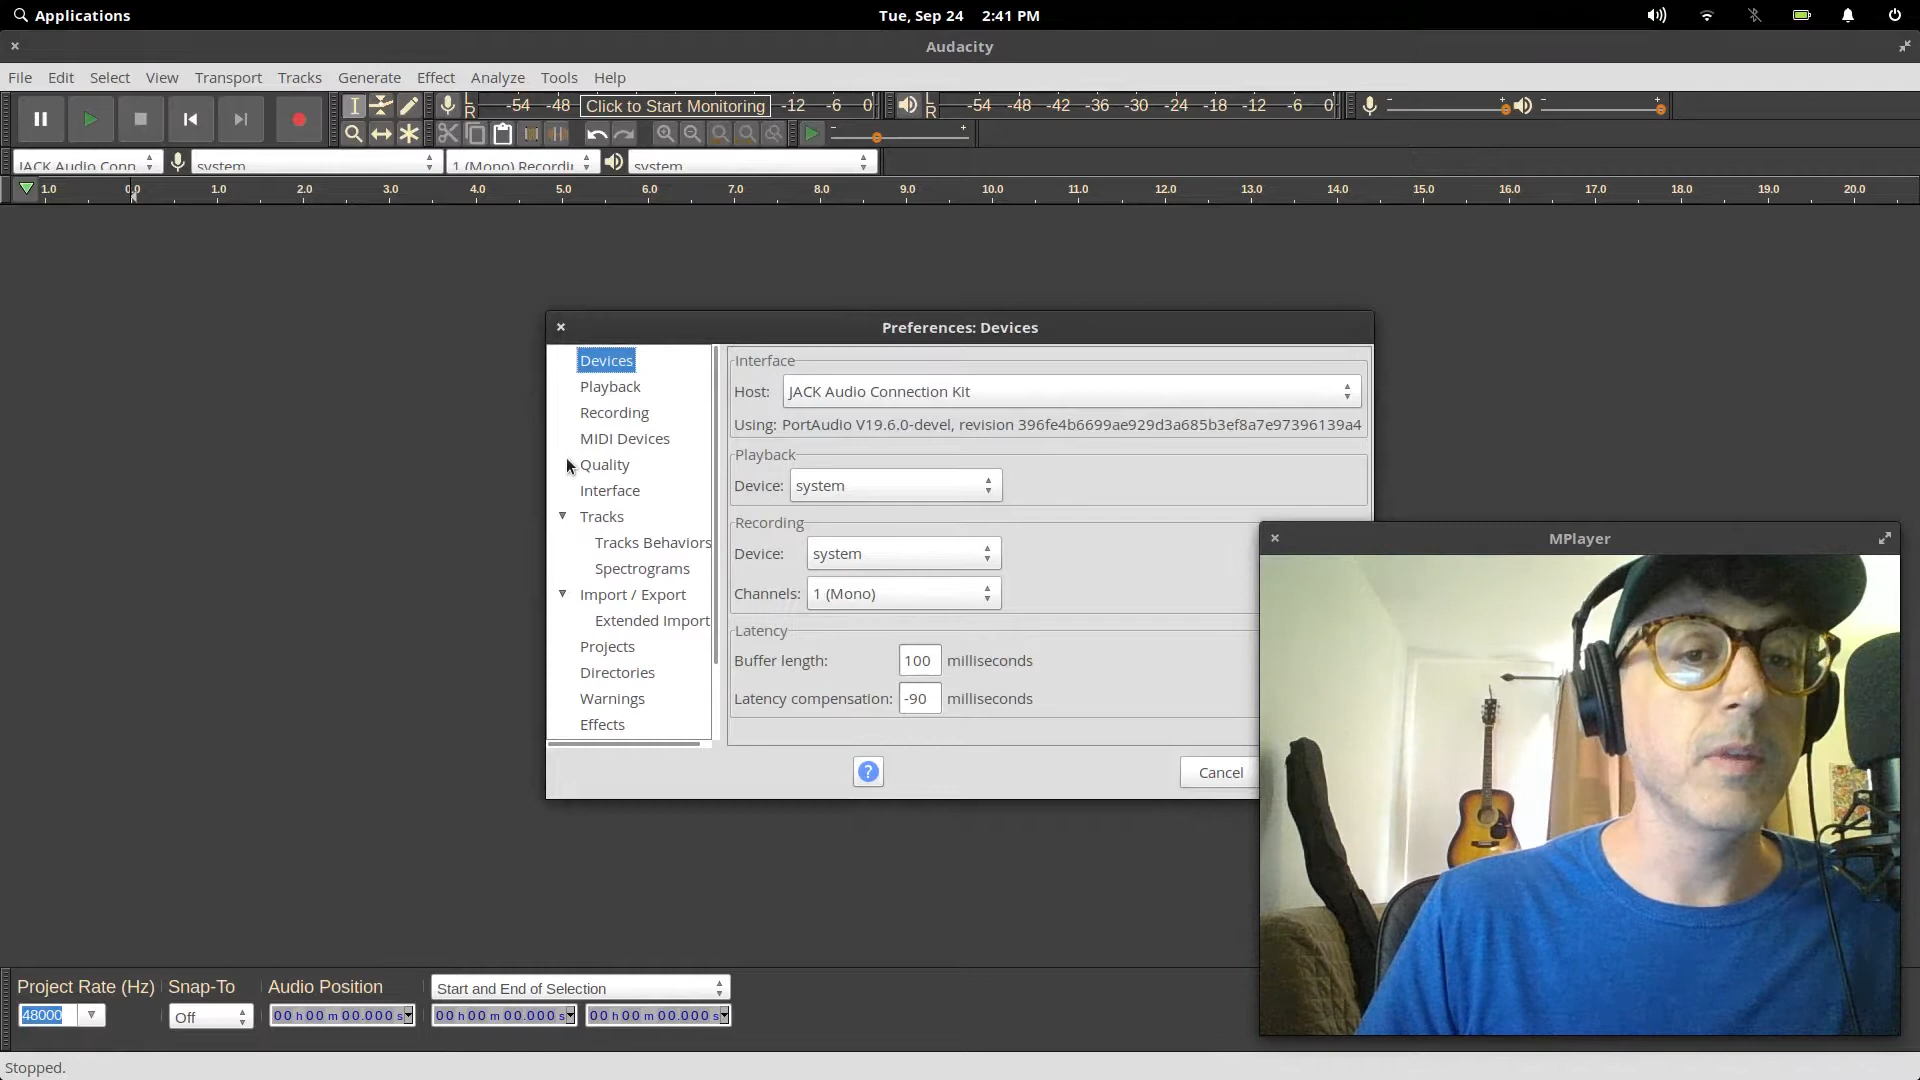 Applications
Tue, Sep 24 2:41 PM
Audacity
File Edit Select View Transport Tracks Generate Effect Analyze Tools Help
L
R
-54 -48 Click to Start Monitoring -12 -6 0
L
R
-54 -48 -42 -36 -30 -24 -18 -12 -6 0
- +
- +
- +
JACK Audio Conn system 1 (Mono) Recordin system
1.0 0.0 1.0 2.0 3.0 4.0 5.0 6.0 7.0 8.0 9.0 10.0 11.0 12.0 13.0 14.0 15.0 16.0 17.0 18.0 19.0 20.0
Preferences: Devices
Devices
Playback
Recording
MIDI Devices
Quality
Interface
Tracks
Tracks Behaviors
Spectrograms
Import / Export
Extended Import
Projects
Directories
Warnings
Effects
Interface
Host: JACK Audio Connection Kit
Using: PortAudio V19.6.0-devel, revision 396fe4b6699ae929d3a685b3ef8a7e97396139a4
Playback
Device: system
Recording
Device: system
Channels: 1 (Mono)
Latency
Buffer length: 100 milliseconds
Latency compensation: -90 milliseconds
?
Cancel
MPlayer
Project Rate (Hz) Snap-To Audio Position Start and End of Selection
48000 Off 00 h 00 m 00.000 s 00 h 00 m 00.000 s 00 h 00 m 00.000 s
Stopped.